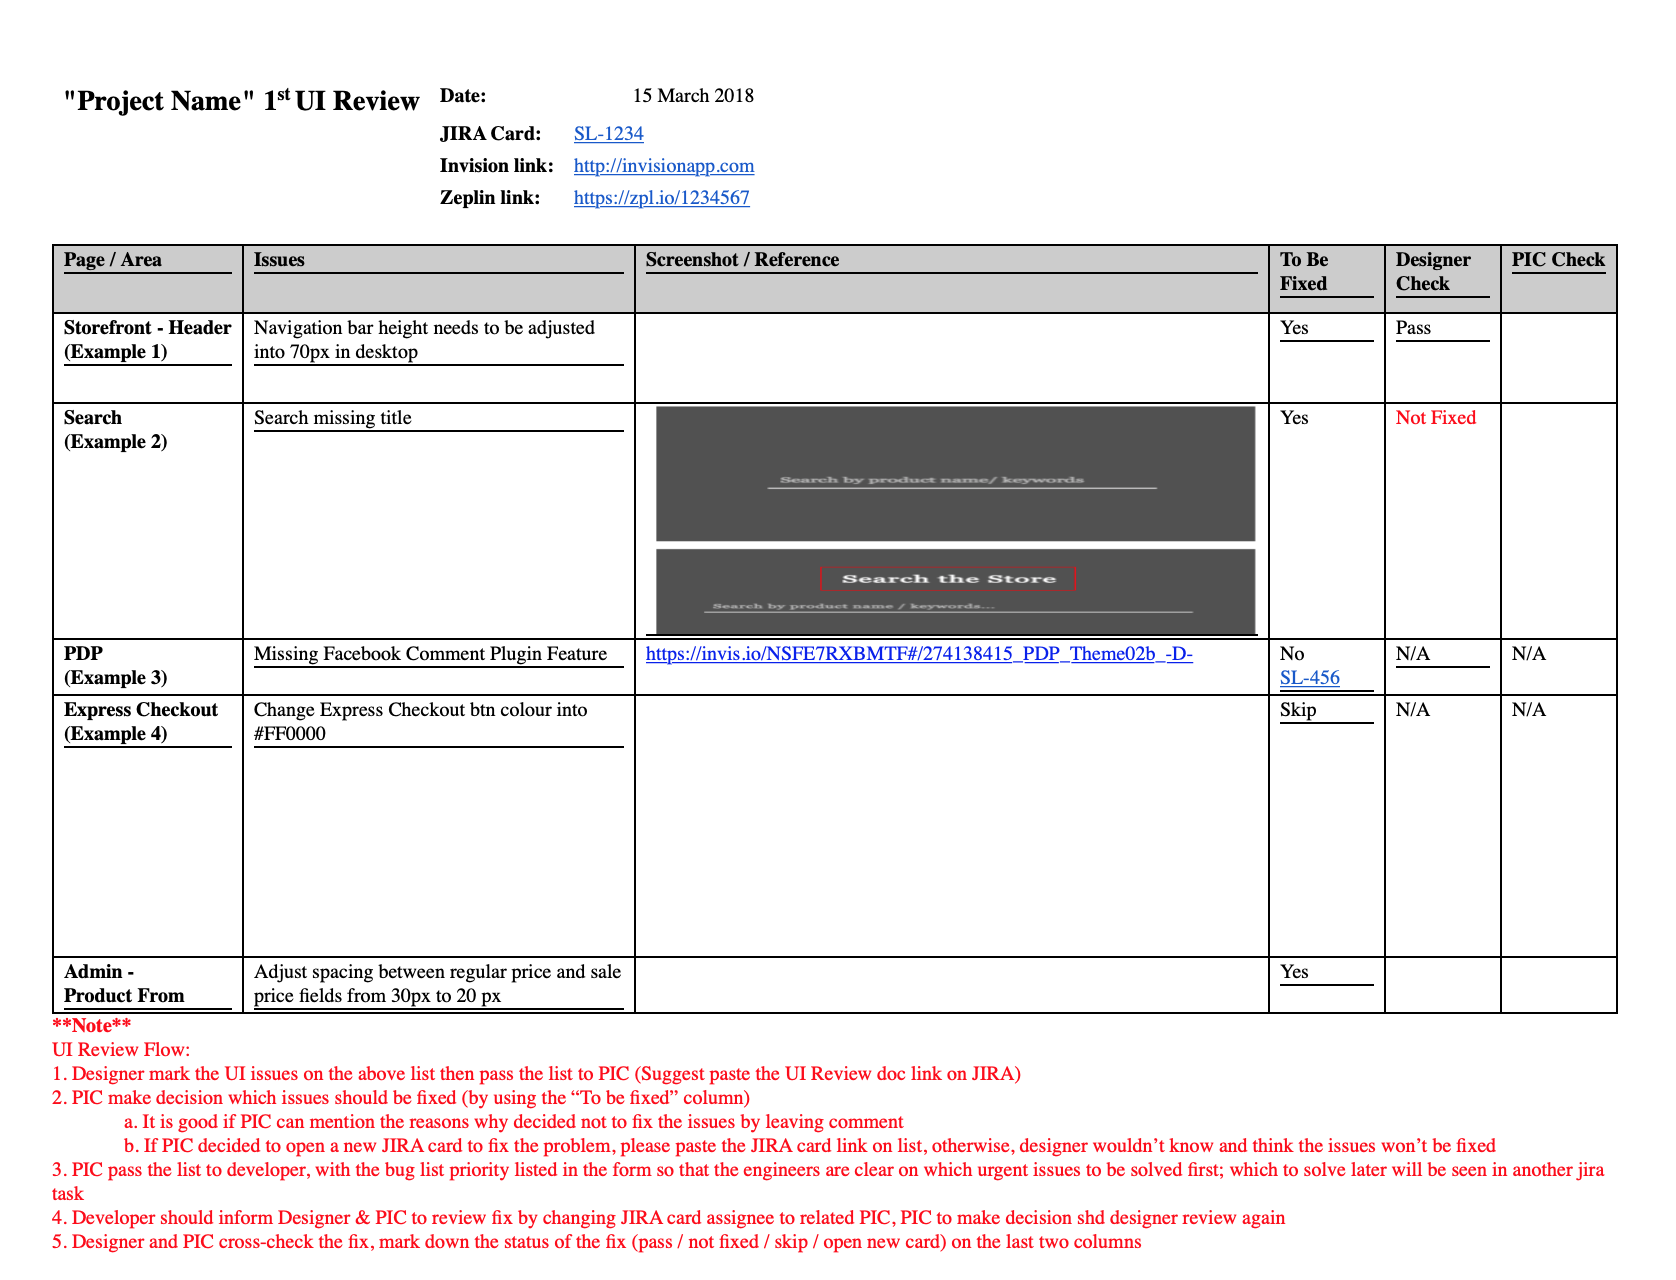 "Project Name" 1st UI Review
Date: 15 March 2018
JIRA Card: SL-1234
Invision link: http://invisionapp.com
Zeplin link: https://zpl.io/1234567
Page / Area
Issues
Screenshot / Reference
To Be
Fixed
Designer
Check
PIC Check
Storefront - Header
(Example 1)
Navigation bar height needs to be adjusted
into 70px in desktop
Yes
Pass
Search
(Example 2)
Search missing title
Search by product name/ keywords
Search the Store
Search by product name / keywords...
Yes
Not Fixed
PDP
(Example 3)
Missing Facebook Comment Plugin Feature
https://invis.io/NSFE7RXBMTF#/274138415_PDP_Theme02b_-D-
No
SL-456
N/A
N/A
Express Checkout
(Example 4)
Change Express Checkout btn colour into
#FF0000
Skip
N/A
N/A
Admin -
Product From
Adjust spacing between regular price and sale
price fields from 30px to 20 px
Yes
**Note**
UI Review Flow:
1. Designer mark the UI issues on the above list then pass the list to PIC (Suggest paste the UI Review doc link on JIRA)
2. PIC make decision which issues should be fixed (by using the “To be fixed” column)
a. It is good if PIC can mention the reasons why decided not to fix the issues by leaving comment
b. If PIC decided to open a new JIRA card to fix the problem, please paste the JIRA card link on list, otherwise, designer wouldn’t know and think the issues won’t be fixed
3. PIC pass the list to developer, with the bug list priority listed in the form so that the engineers are clear on which urgent issues to be solved first; which to solve later will be seen in another jira
task
4. Developer should inform Designer & PIC to review fix by changing JIRA card assignee to related PIC, PIC to make decision shd designer review again
5. Designer and PIC cross-check the fix, mark down the status of the fix (pass / not fixed / skip / open new card) on the last two columns